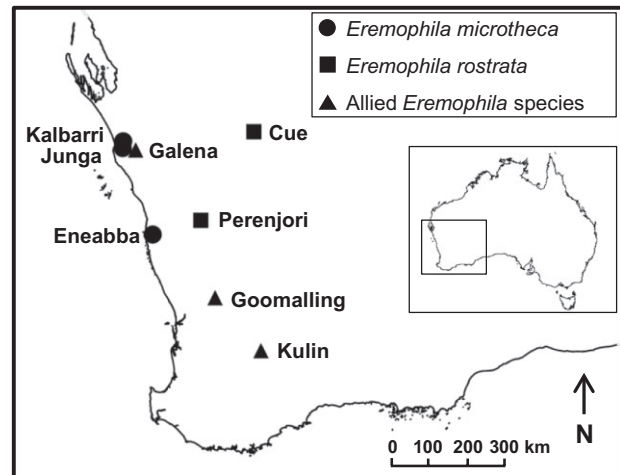 Eremophila microtheca
Eremophila rostrata
Allied Eremophila species
Kalbarri
Junga
Galena
Cue
Eneabba
Perenjori
Goomalling
Kulin
N
0 100 200 300 km